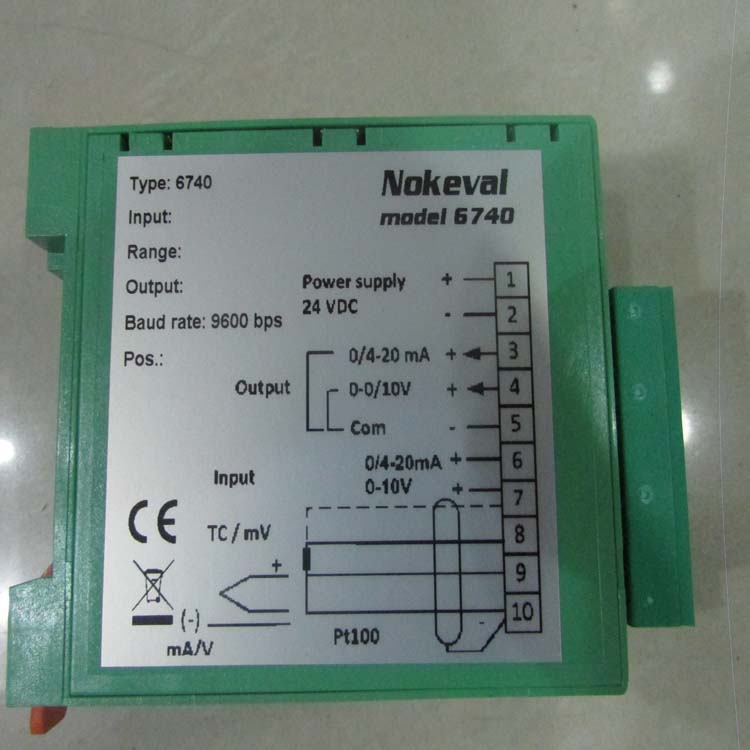 Type: 6740
Nokeval
Input:
model 6740
Range:
Output:
Power supply + 1
24 VDC - 2
Baud rate: 9600 bps
Pos.:
0/4-20 mA + 3
Output 0-0/10V + 4
Com - 5
0/4-20mA + 6
Input
0-10V + 7
CE
TC / mV 8
+ 9
- 10
(-)
mA/V
Pt100